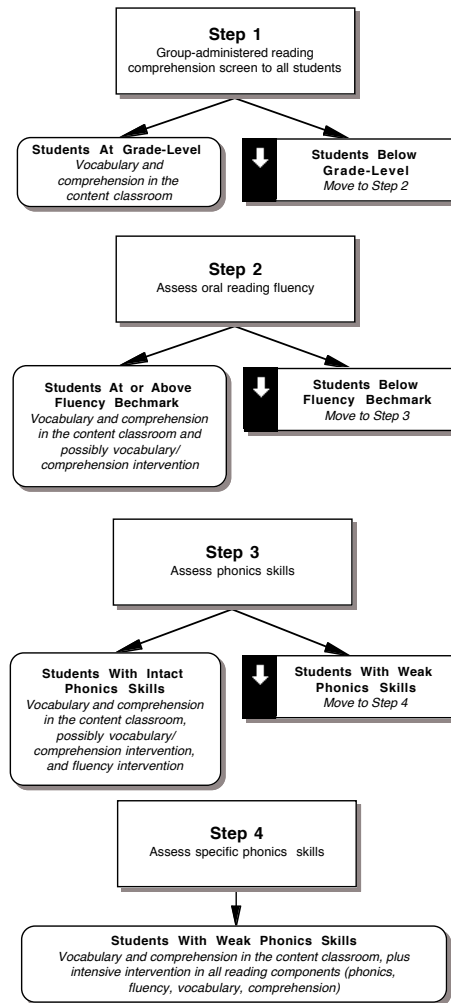 Step 1
Group-administered reading
comprehension screen to all students
Students At Grade-Level
Vocabulary and
comprehension in the
content classroom
Students Below
Grade-Level
Move to Step 2
Step 2
Assess oral reading fluency
Students At or Above
Fluency Bechmark
Vocabulary and comprehension
in the content classroom and
possibly vocabulary/
comprehension intervention
Students Below
Fluency Bechmark
Move to Step 3
Step 3
Assess phonics skills
Students With Intact
Phonics Skills
Vocabulary and comprehension
in the content classroom,
possibly vocabulary/
comprehension intervention,
and fluency intervention
Students With Weak
Phonics Skills
Move to Step 4
Step 4
Assess specific phonics skills
Students With Weak Phonics Skills
Vocabulary and comprehension in the content classroom, plus
intensive intervention in all reading components (phonics,
fluency, vocabulary, comprehension)